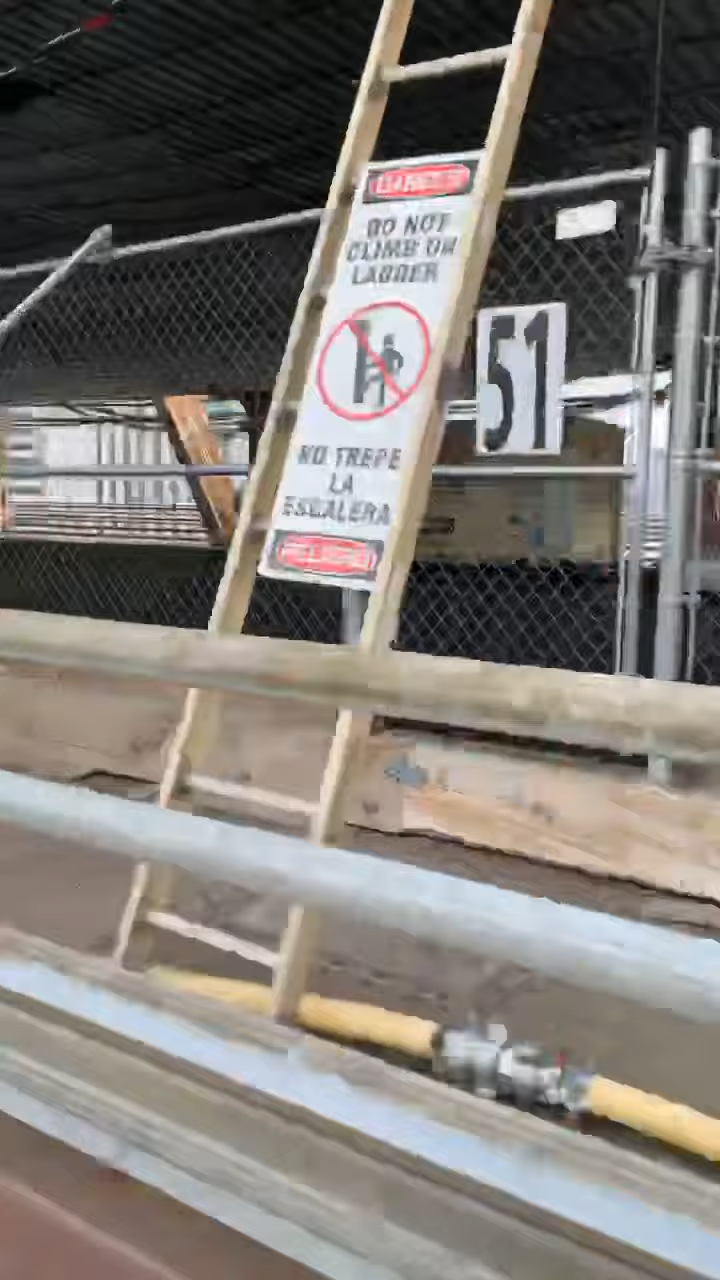 DANGER
DO NOT
CLIMB ON
LADDER
51
NO TREPE
LA
ESCALERA
PELIGRO